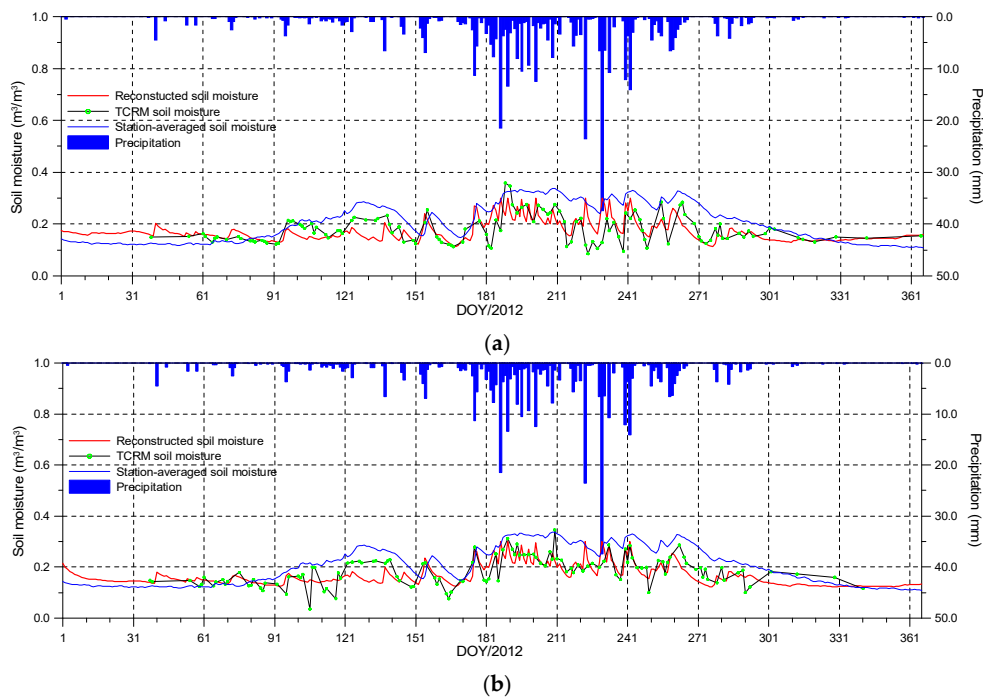 1.0 0.0
0.8 10.0
0.6 20.0
0.4 30.0
0.2 40.0
0.0 50.0
Soil moisture (m³/m³)
Precipitation (mm)
Reconstructed soil moisture
TCRM soil moisture
Station-averaged soil moisture
Precipitation
1 31 61 91 121 151 181 211 241 271 301 331 361
DOY/2012
(a)
1.0 0.0
0.8 10.0
0.6 20.0
0.4 30.0
0.2 40.0
0.0 50.0
Soil moisture (m³/m³)
Precipitation (mm)
Reconstructed soil moisture
TCRM soil moisture
Station-averaged soil moisture
Precipitation
1 31 61 91 121 151 181 211 241 271 301 331 361
DOY/2012
(b)